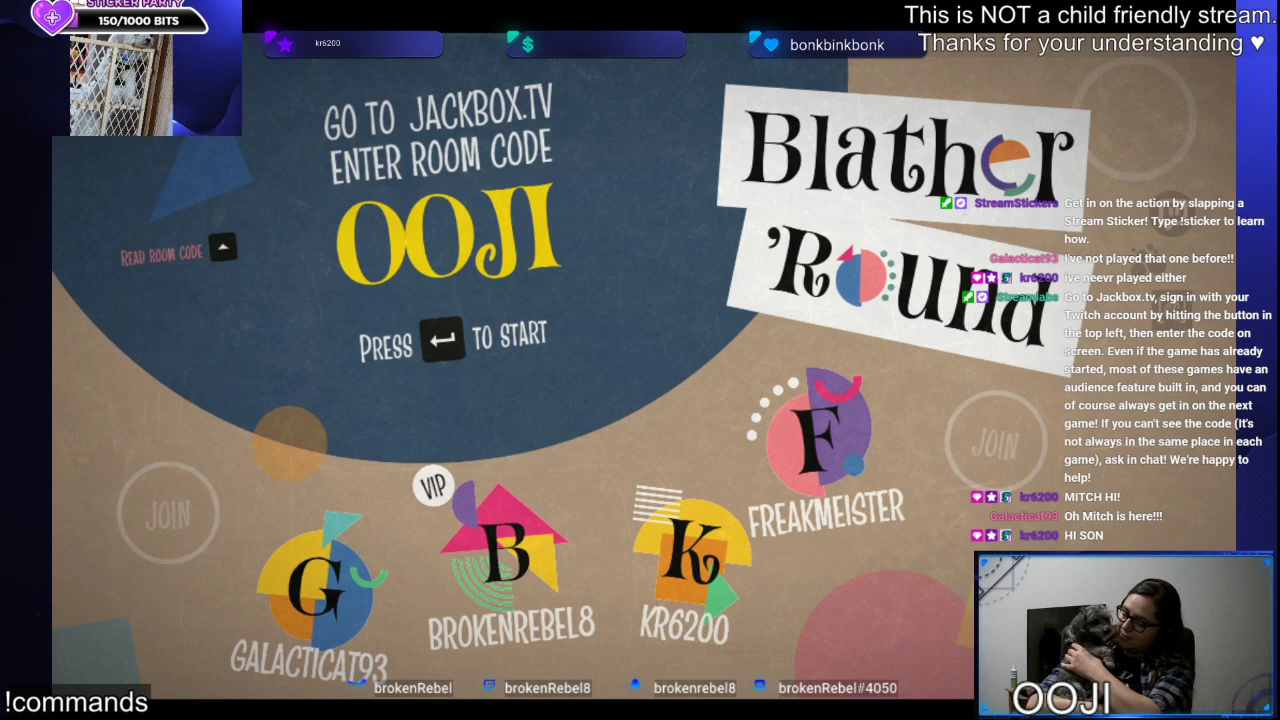 STICKER PARTY
150/1000 BITS
kr6200
bonkbinkbonk
This is NOT a child friendly stream.
Thanks for your understanding ♥
GO TO JACKBOX.TV
ENTER ROOM CODE
OOJI
READ ROOM CODE
PRESS ↵ TO START
Blather
'Round
StreamStickers Get in on the action by slapping a
Stream Sticker! Type !sticker to learn
how.
Galacticat93 I've not played that one before!!
kr6200 ive neevr played either
Streamlabs Go to Jackbox.tv, sign in with your
Twitch account by hitting the button in
the top left, then enter the code on
screen. Even if the game has already
started, most of these games have an
audience feature built in, and you can
of course always get in on the next
game! If you can't see the code (It's
not always in the same place in each
game), ask in chat! We're happy to
help!
kr6200 MITCH HI!
Galacticat93 Oh Mitch is here!!!
kr6200 HI SON
JOIN
JOIN
VIP
G
GALACTICAT93
B
BROKENREBEL8
K
KR6200
F
FREAKMEISTER
!commands
brokenRebel
brokenRebel8
brokenrebel8
brokenRebel#4050
OOJI